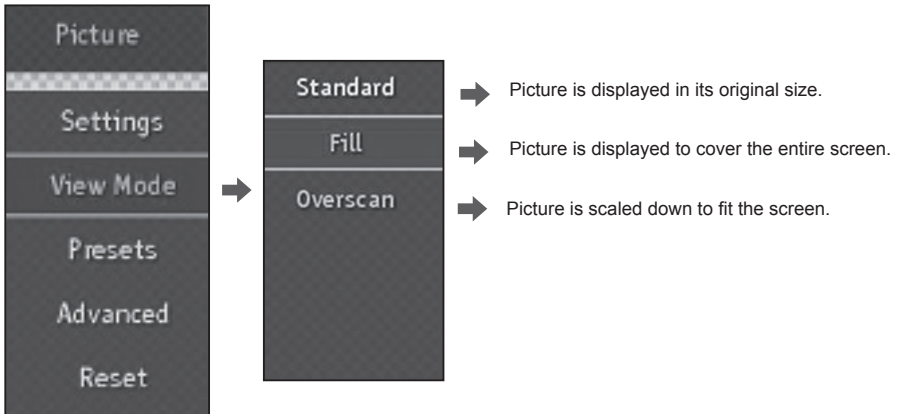 Picture
Settings
View Mode
Presets
Advanced
Reset
Standard
Fill
Overscan
Picture is displayed in its original size.
Picture is displayed to cover the entire screen.
Picture is scaled down to fit the screen.